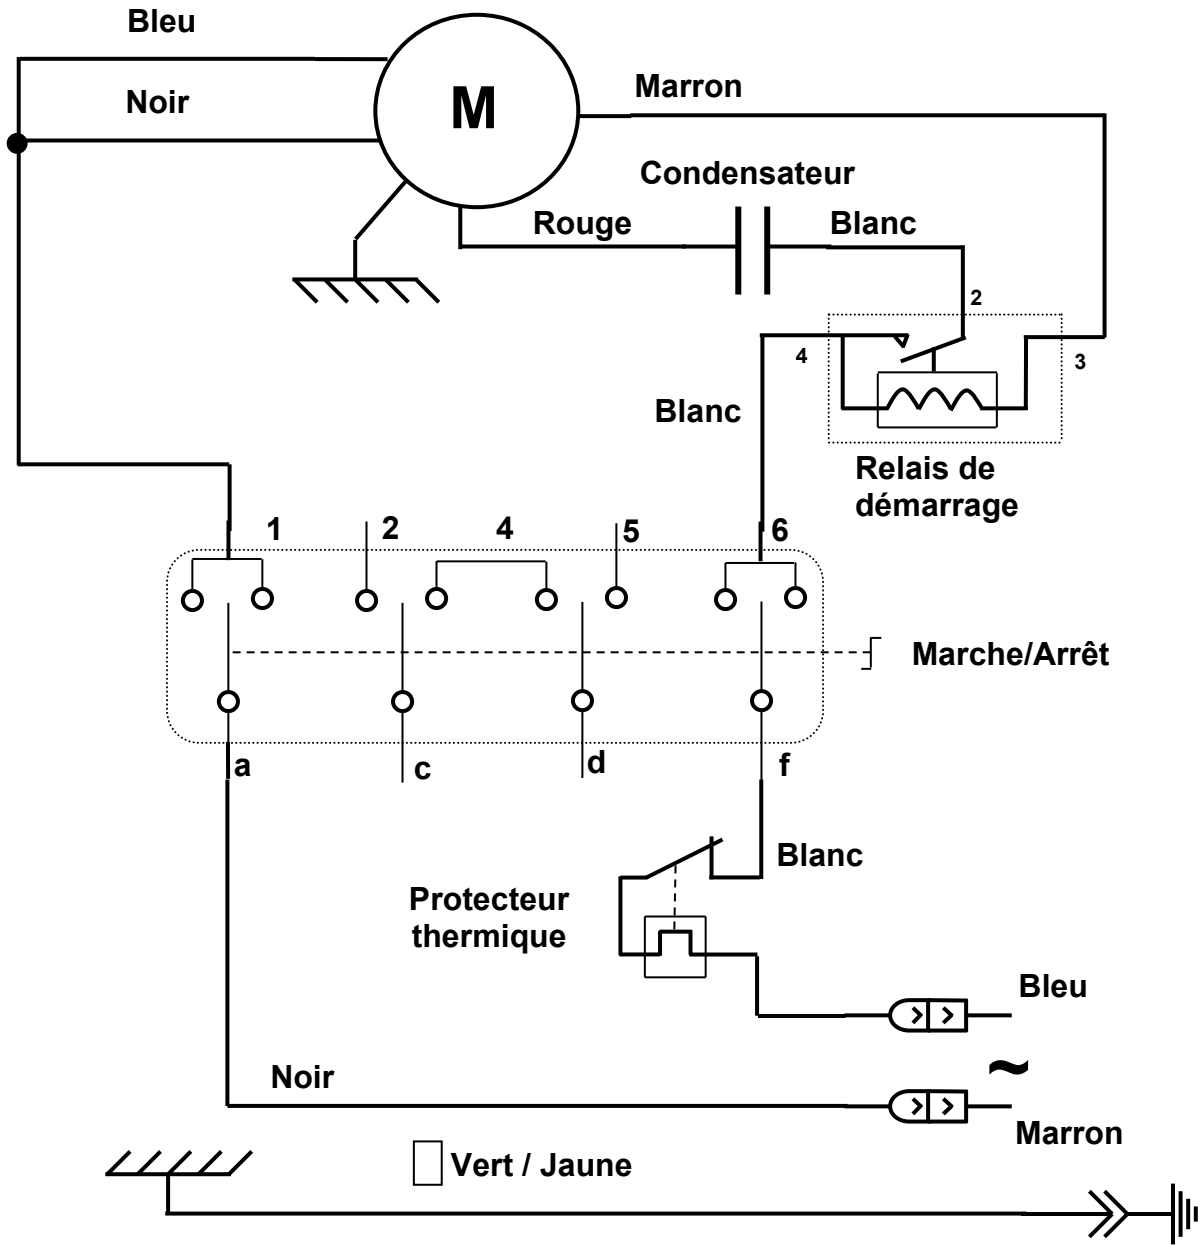 Bleu
Noir
M
Marron
Condensateur
Rouge
Blanc
2
4
3
Blanc
Relais de
démarrage
1 2 4 5 6
Marche/Arrêt
a c d f
Blanc
Protecteur
thermique
Bleu
~
Noir
Marron
Vert / Jaune